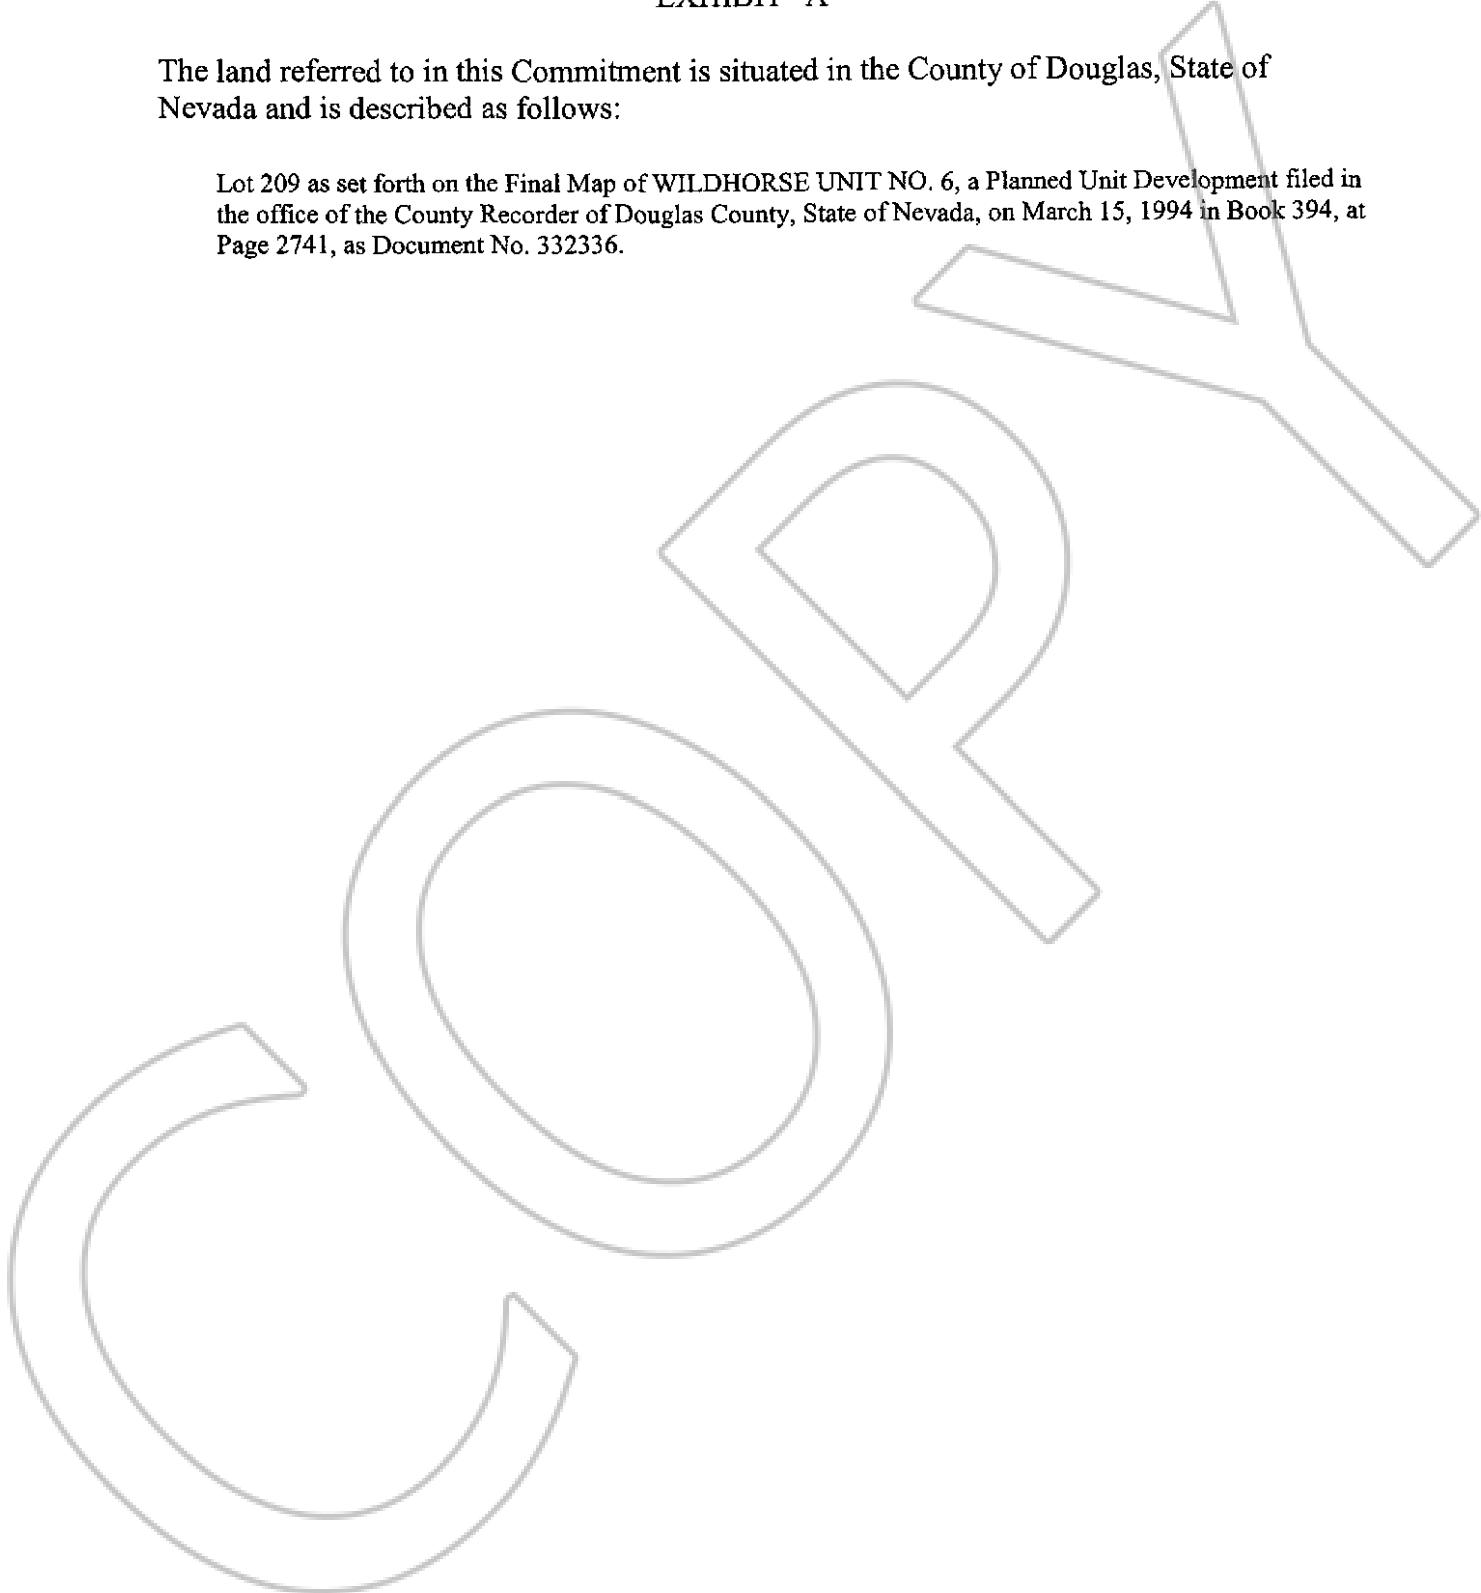 EXHIBIT "A"
The land referred to in this Commitment is situated in the County of Douglas, State of
Nevada and is described as follows:
Lot 209 as set forth on the Final Map of WILDHORSE UNIT NO. 6, a Planned Unit Development filed in
the office of the County Recorder of Douglas County, State of Nevada, on March 15, 1994 in Book 394, at
Page 2741, as Document No. 332336.
COPY